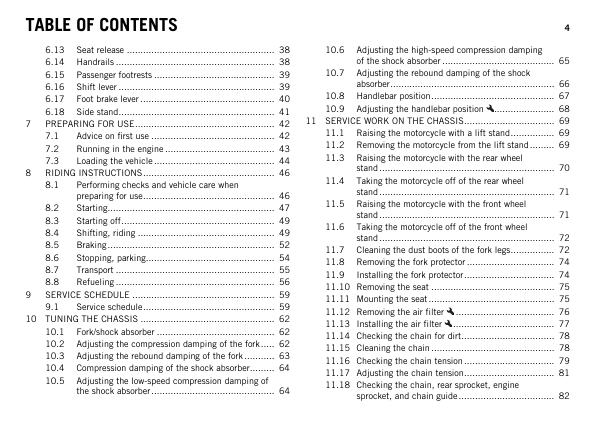 TABLE OF CONTENTS
4
6.13 Seat release ........ 38
6.14 Handrails ........ 38
6.15 Passenger footrests ........ 39
6.16 Shift lever ........ 39
6.17 Foot brake lever ........ 40
6.18 Side stand ........ 41
7 PREPARING FOR USE ........ 42
7.1 Advice on first use ........ 42
7.2 Running in the engine ........ 43
7.3 Loading the vehicle ........ 44
8 RIDING INSTRUCTIONS ........ 46
8.1 Performing checks and vehicle care when
preparing for use ........ 46
8.2 Starting ........ 47
8.3 Starting off ........ 49
8.4 Shifting, riding ........ 49
8.5 Braking ........ 52
8.6 Stopping, parking ........ 54
8.7 Transport ........ 55
8.8 Refueling ........ 56
9 SERVICE SCHEDULE ........ 59
9.1 Service schedule ........ 59
10 TUNING THE CHASSIS ........ 62
10.1 Fork/shock absorber ........ 62
10.2 Adjusting the compression damping of the fork ..... 62
10.3 Adjusting the rebound damping of the fork ........ 63
10.4 Compression damping of the shock absorber ........ 64
10.5 Adjusting the low-speed compression damping of
the shock absorber ........ 64
10.6 Adjusting the high-speed compression damping
of the shock absorber ........ 65
10.7 Adjusting the rebound damping of the shock
absorber ........ 66
10.8 Handlebar position ........ 67
10.9 Adjusting the handlebar position ........ 68
11 SERVICE WORK ON THE CHASSIS ........ 69
11.1 Raising the motorcycle with a lift stand ........ 69
11.2 Removing the motorcycle from the lift stand ........ 69
11.3 Raising the motorcycle with the rear wheel
stand ........ 70
11.4 Taking the motorcycle off of the rear wheel
stand ........ 71
11.5 Raising the motorcycle with the front wheel
stand ........ 71
11.6 Taking the motorcycle off of the front wheel
stand ........ 72
11.7 Cleaning the dust boots of the fork legs ........ 72
11.8 Removing the fork protector ........ 74
11.9 Installing the fork protector ........ 74
11.10 Removing the seat ........ 75
11.11 Mounting the seat ........ 75
11.12 Removing the air filter ........ 76
11.13 Installing the air filter ........ 77
11.14 Checking the chain for dirt ........ 78
11.15 Cleaning the chain ........ 78
11.16 Checking the chain tension ........ 79
11.17 Adjusting the chain tension ........ 81
11.18 Checking the chain, rear sprocket, engine
sprocket, and chain guide ........ 82